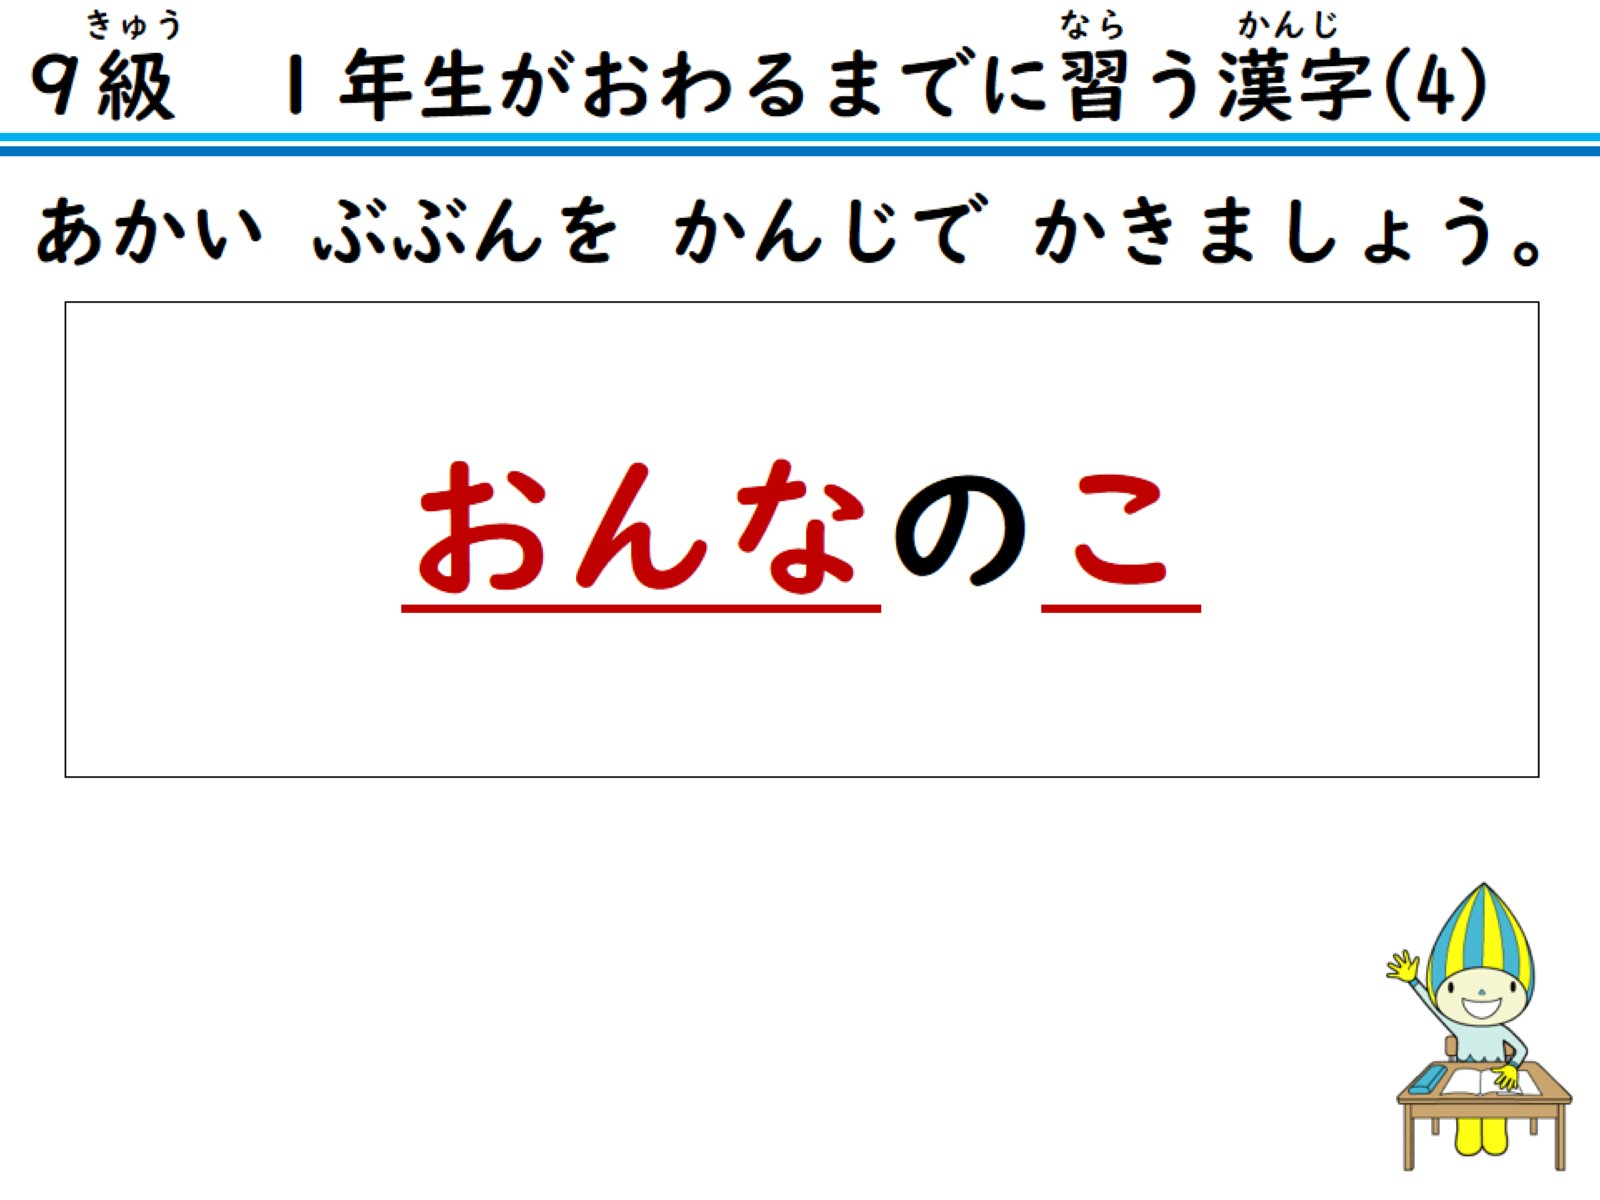 きゅう なら かんじ
9級 1年生がおわるまでに習う漢字(4)
あかい ぶぶんを かんじで かきましょう。
おんなのこ